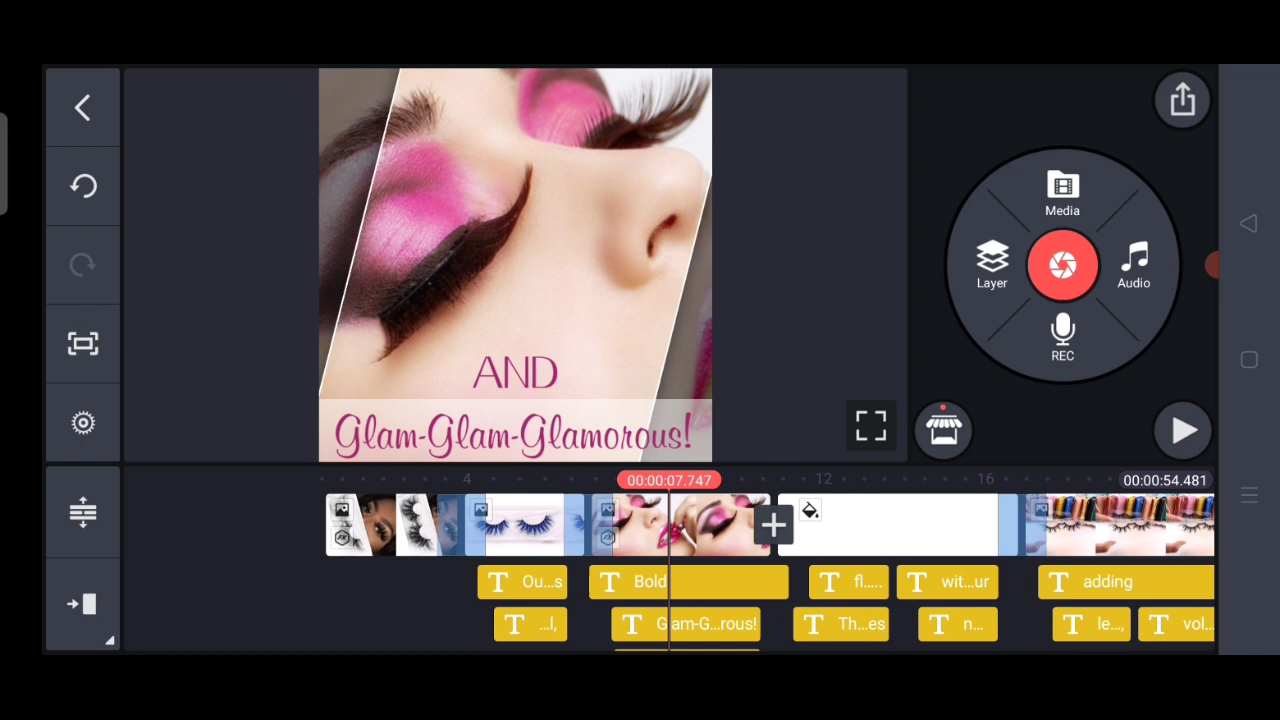 AND
Glam-Glam-Glamorous!
Media
Layer
Audio
REC
4
00:00:07.747
12
16
00:00:54.481
T Ou...s
T Bold
T fl.....
T wit...ur
T adding
T ...l,
T Glam-G...rous!
T Th...es
T n...
T le...,
T vol...